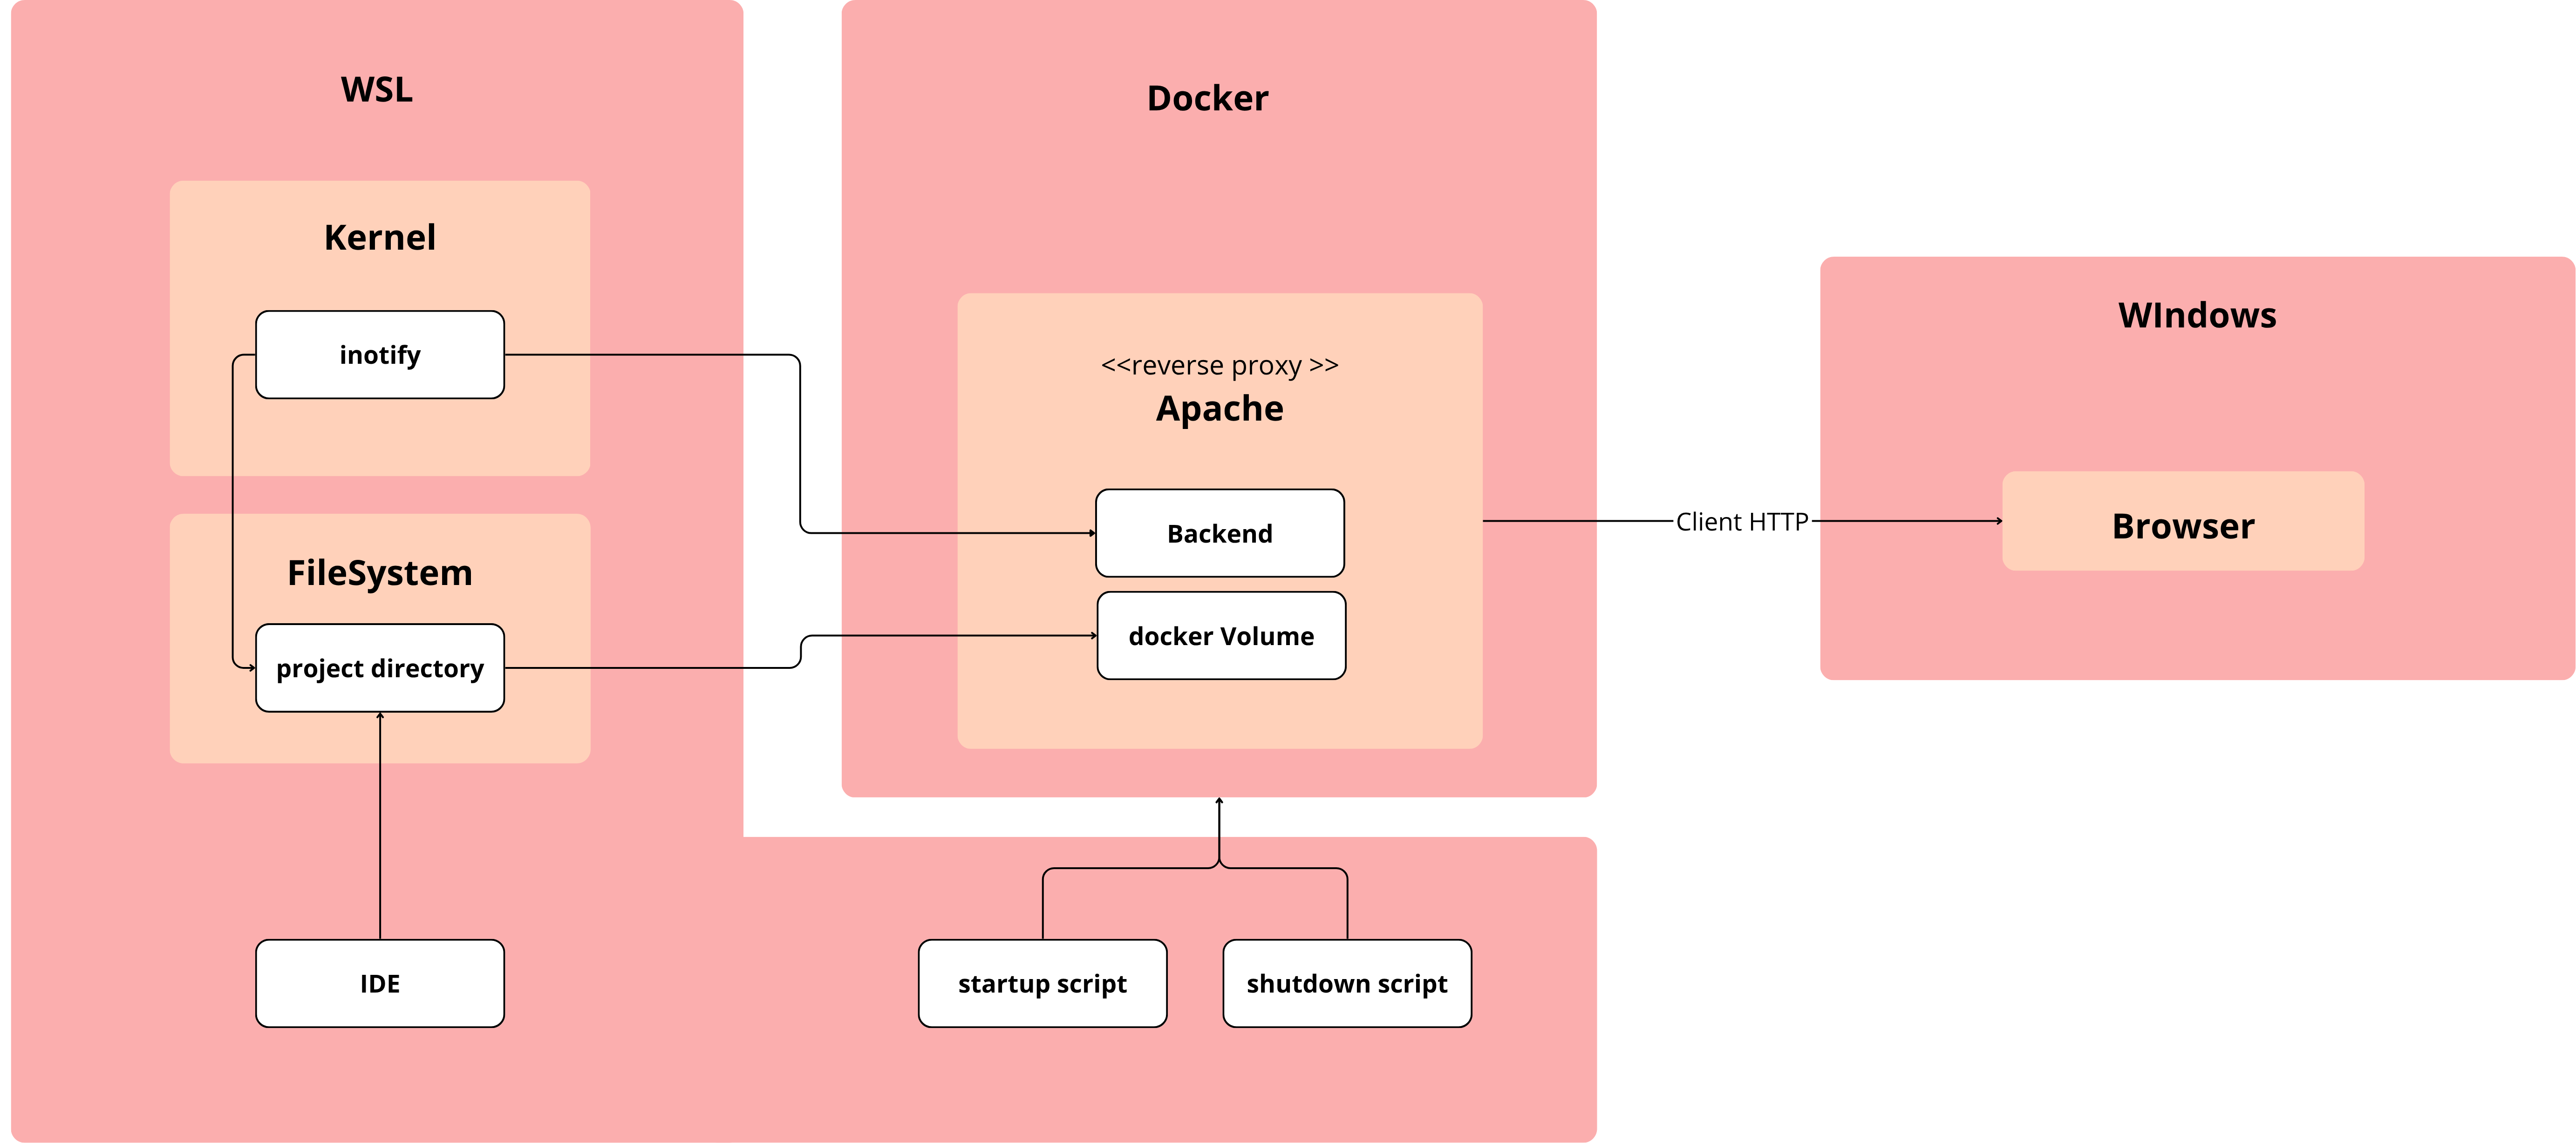 WSL
Kernel
inotify
FileSystem
project directory
IDE
Docker
<<reverse proxy >>
Apache
Backend
docker Volume
startup script
shutdown script
Client HTTP
WIndows
Browser